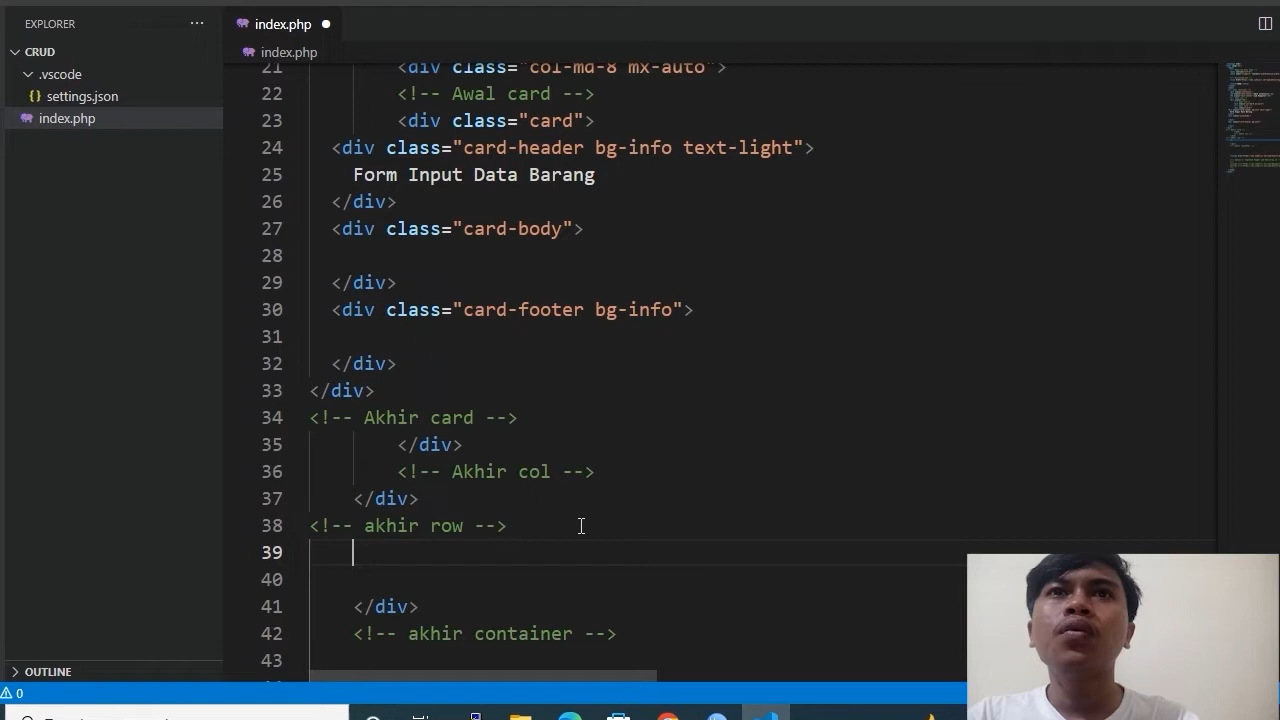 EXPLORER ...
index.php
CRUD
index.php
.vscode
settings.json
index.php
21 <div class="col-md-8 mx-auto">
22 <!-- Awal card -->
23 <div class="card">
24 <div class="card-header bg-info text-light">
25 Form Input Data Barang
26 </div>
27 <div class="card-body">
28
29 </div>
30 <div class="card-footer bg-info">
31
32 </div>
33 </div>
34 <!-- Akhir card -->
35 </div>
36 <!-- Akhir col -->
37 </div>
38 <!-- akhir row -->
39
40
41 </div>
42 <!-- akhir container -->
43
OUTLINE
0